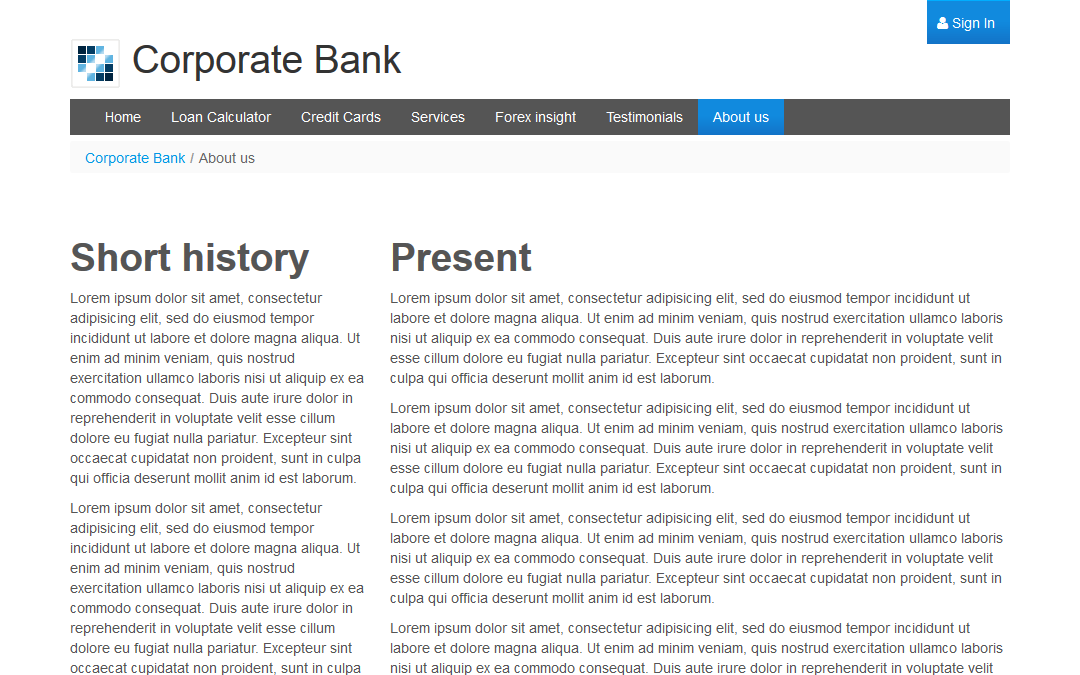 Sign In
Corporate Bank
Home Loan Calculator Credit Cards Services Forex insight Testimonials About us
Corporate Bank / About us
Short history
Lorem ipsum dolor sit amet, consectetur
adipisicing elit, sed do eiusmod tempor
incididunt ut labore et dolore magna aliqua. Ut
enim ad minim veniam, quis nostrud
exercitation ullamco laboris nisi ut aliquip ex ea
commodo consequat. Duis aute irure dolor in
reprehenderit in voluptate velit esse cillum
dolore eu fugiat nulla pariatur. Excepteur sint
occaecat cupidatat non proident, sunt in culpa
qui officia deserunt mollit anim id est laborum.
Lorem ipsum dolor sit amet, consectetur
adipisicing elit, sed do eiusmod tempor
incididunt ut labore et dolore magna aliqua. Ut
enim ad minim veniam, quis nostrud
exercitation ullamco laboris nisi ut aliquip ex ea
commodo consequat. Duis aute irure dolor in
reprehenderit in voluptate velit esse cillum
dolore eu fugiat nulla pariatur. Excepteur sint
occaecat cupidatat non proident, sunt in culpa
Present
Lorem ipsum dolor sit amet, consectetur adipisicing elit, sed do eiusmod tempor incididunt ut
labore et dolore magna aliqua. Ut enim ad minim veniam, quis nostrud exercitation ullamco laboris
nisi ut aliquip ex ea commodo consequat. Duis aute irure dolor in reprehenderit in voluptate velit
esse cillum dolore eu fugiat nulla pariatur. Excepteur sint occaecat cupidatat non proident, sunt in
culpa qui officia deserunt mollit anim id est laborum.
Lorem ipsum dolor sit amet, consectetur adipisicing elit, sed do eiusmod tempor incididunt ut
labore et dolore magna aliqua. Ut enim ad minim veniam, quis nostrud exercitation ullamco laboris
nisi ut aliquip ex ea commodo consequat. Duis aute irure dolor in reprehenderit in voluptate velit
esse cillum dolore eu fugiat nulla pariatur. Excepteur sint occaecat cupidatat non proident, sunt in
culpa qui officia deserunt mollit anim id est laborum.
Lorem ipsum dolor sit amet, consectetur adipisicing elit, sed do eiusmod tempor incididunt ut
labore et dolore magna aliqua. Ut enim ad minim veniam, quis nostrud exercitation ullamco laboris
nisi ut aliquip ex ea commodo consequat. Duis aute irure dolor in reprehenderit in voluptate velit
esse cillum dolore eu fugiat nulla pariatur. Excepteur sint occaecat cupidatat non proident, sunt in
culpa qui officia deserunt mollit anim id est laborum.
Lorem ipsum dolor sit amet, consectetur adipisicing elit, sed do eiusmod tempor incididunt ut
labore et dolore magna aliqua. Ut enim ad minim veniam, quis nostrud exercitation ullamco laboris
nisi ut aliquip ex ea commodo consequat. Duis aute irure dolor in reprehenderit in voluptate velit